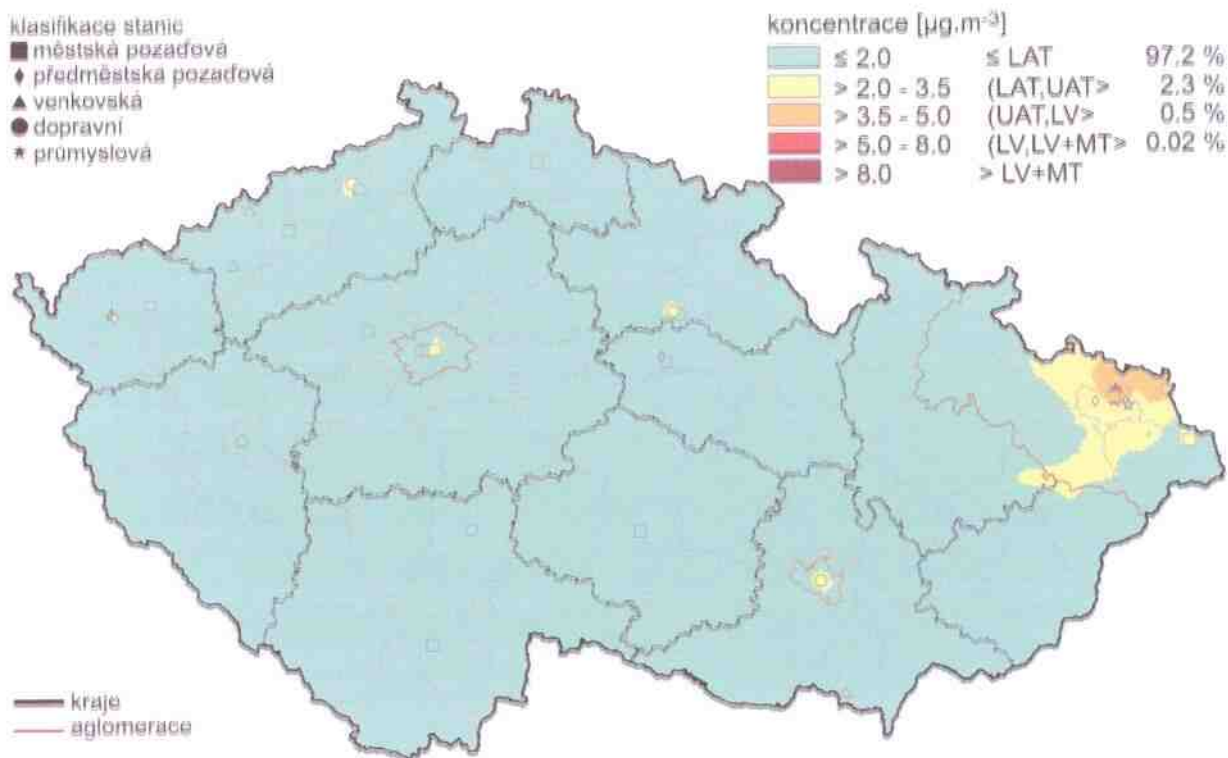 klasifikace stanic
městská pozaďová
předměstská pozaďová
venkovská
dopravní
průmyslová
koncentrace [µg.m⁻³]
≤ 2.0 ≤ LAT 97.2 %
> 2.0 - 3.5 (LAT,UAT> 2.3 %
> 3.5 - 5.0 (UAT,LV> 0.5 %
> 5.0 - 8.0 (LV,LV+MT> 0.02 %
> 8.0 > LV+MT
kraje
aglomerace